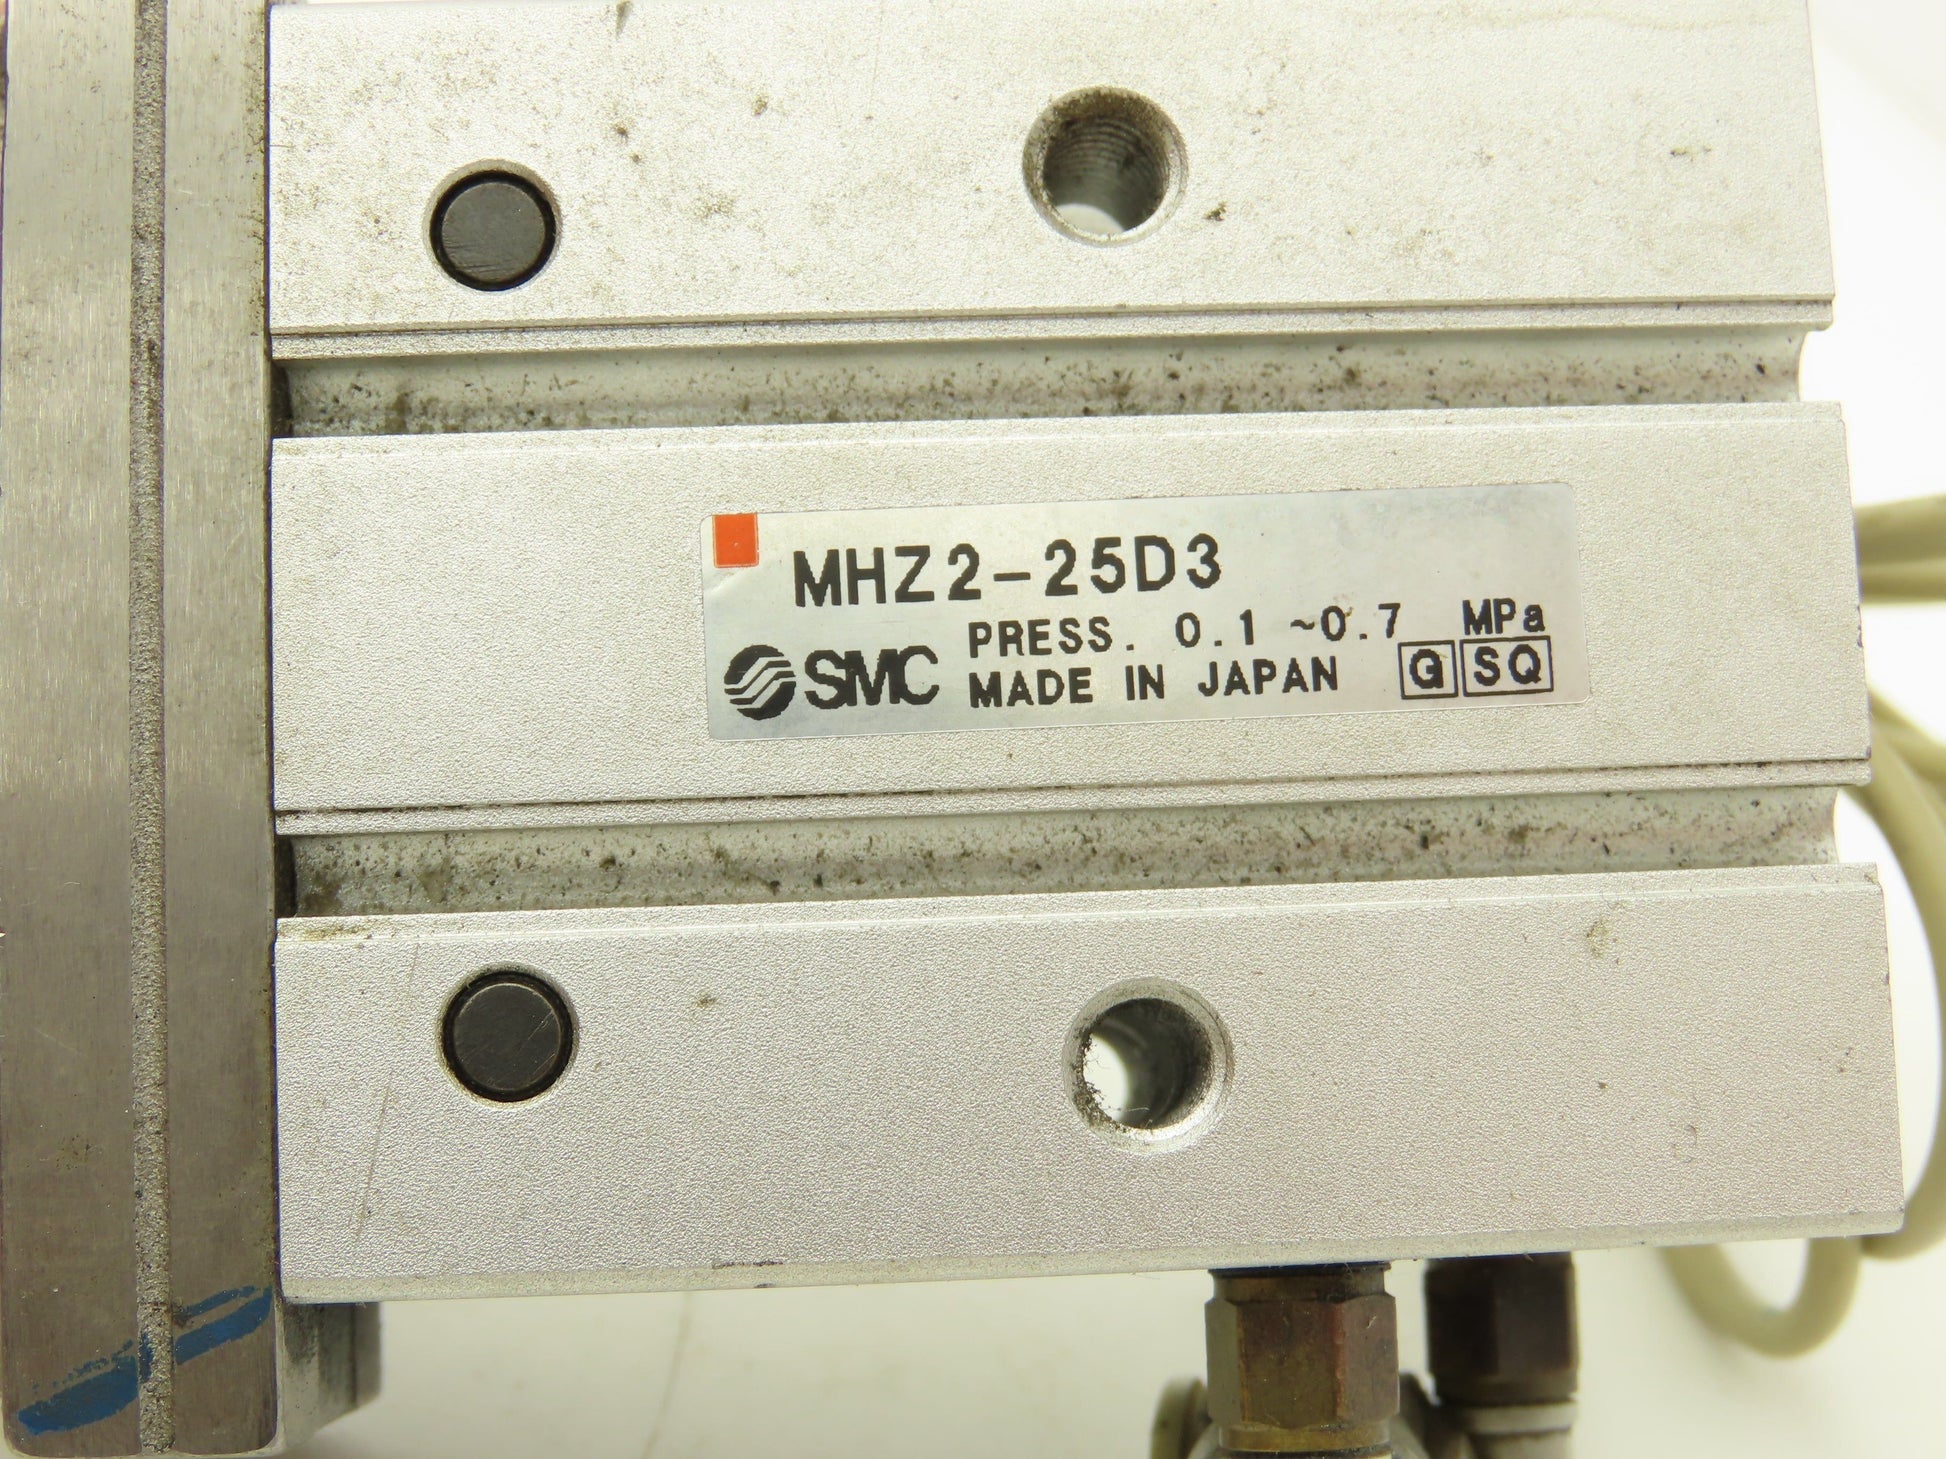 MHZ2-25D3
PRESS. 0.1 ~0.7 MPa
SMC MADE IN JAPAN G SQ